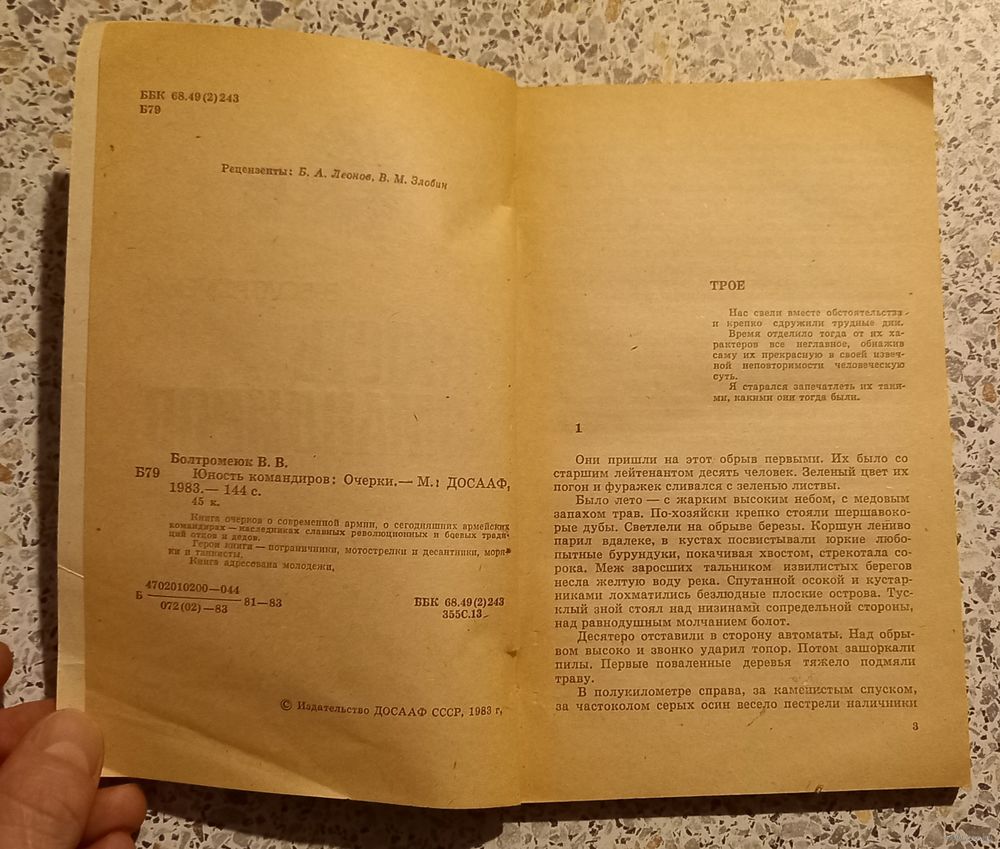 ББК 68.49(2)243
Б79
Рецензенты: Б. А. Леонов, В. М. Злобин
Болтромеюк В. В.
Б79 Юность командиров: Очерки.— М.: ДОСААФ,
1983.— 144 с.
45 к.
Книга очерков о современной армии, о сегодняшних армейских
командирах — наследниках славных революционных и боевых тради-
ций отцов и дедов.
Герои книги — пограничники, мотострелки и десантники, моря-
ки и танкисты.
Книга адресована молодежи.
Б 4702010200—044
072(02)—83 81—83
ББК 68.49(2)243
355С.13
© Издательство ДОСААФ СССР, 1983 г.
ТРОЕ
Нас свели вместе обстоятельства
и крепко сдружили трудные дни.
Время отделило тогда от их ха-
рактеров все неглавное, обнажив
саму их прекрасную в своей извеч-
ной неповторимости человеческую
суть.
Я старался запечатлеть их таки-
ми, какими они тогда были.
1
Они пришли на этот обрыв первыми. Их было со
старшим лейтенантом десять человек. Зеленый цвет их
погон и фуражек сливался с зеленью листвы.
Было лето — с жарким высоким небом, с медовым
запахом трав. По-хозяйски крепко стояли шершавоко-
рые дубы. Светлели на обрыве березы. Коршун лениво
парил вдалеке, в кустах посвистывали юркие любо-
пытные бурундуки, покачивая хвостом, стрекотала со-
рока. Меж заросших тальником извилистых берегов
несла желтую воду река. Спутанной осокой и кустар-
никами лохматились безлюдные плоские острова. Тус-
клый зной стоял над низинами сопредельной стороны,
над равнодушным молчанием болот.
Десятеро отставили в сторону автоматы. Над обры-
вом высоко и звонко ударил топор. Потом зашоркали
пилы. Первые поваленные деревья тяжело подмяли
траву.
В полукилометре справа, за каменистым спуском,
за частоколом серых осин весело пестрели наличники
3